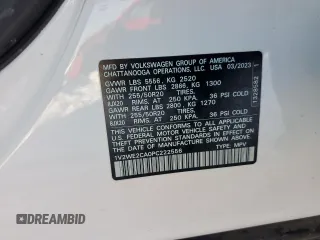 MFD BY VOLKSWAGEN GROUP OF AMERICA
CHATTANOOGA OPERATIONS, LLC. USA 03/2023
GVWR LBS 5556, KG 2520
GAWR FRONT LBS 2866, KG 1300
WITH 255/50R20 TIRES,
8JX20 RIMS, AT 250 KPA, 36 PSI COLD
GAWR REAR LBS 2800, KG 1270
WITH 255/50R20 TIRES,
8JX20 RIMS, AT 250 KPA, 36 PSI COLD
THIS VEHICLE CONFORMS TO ALL APPLICABLE
U.S. FEDERAL MOTOR VEHICLE SAFETY AND
THEFT PREVENTION STANDARDS IN EFFECT ON THE
DATE OF MANUFACTURE SHOWN ABOVE.
1V2WE2CA0PC222566
TYPE: MPV
AUTOBIDCAR